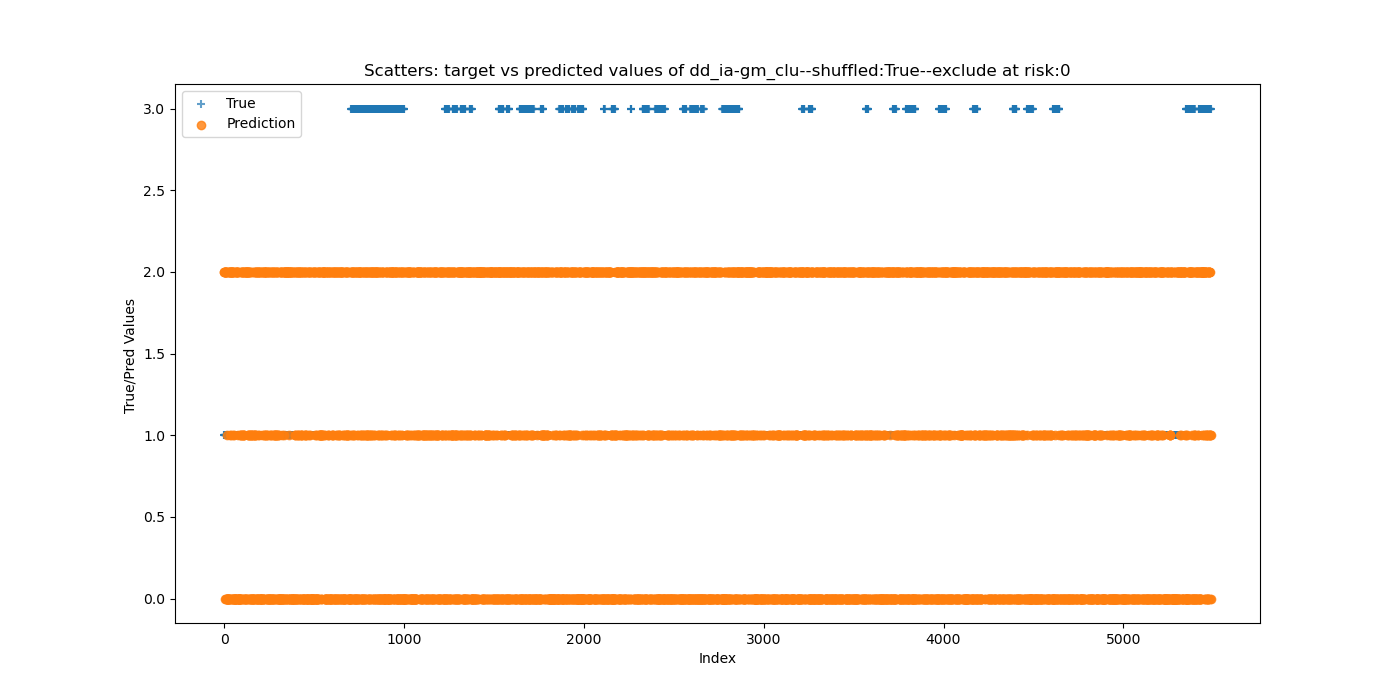 Scatters: target vs predicted values of dd_ia-gm_clu--shuffled:True--exclude at risk:0
True
Prediction
3.0
2.5
2.0
1.5
1.0
0.5
0.0
True/Pred Values
0 1000 2000 3000 4000 5000
Index